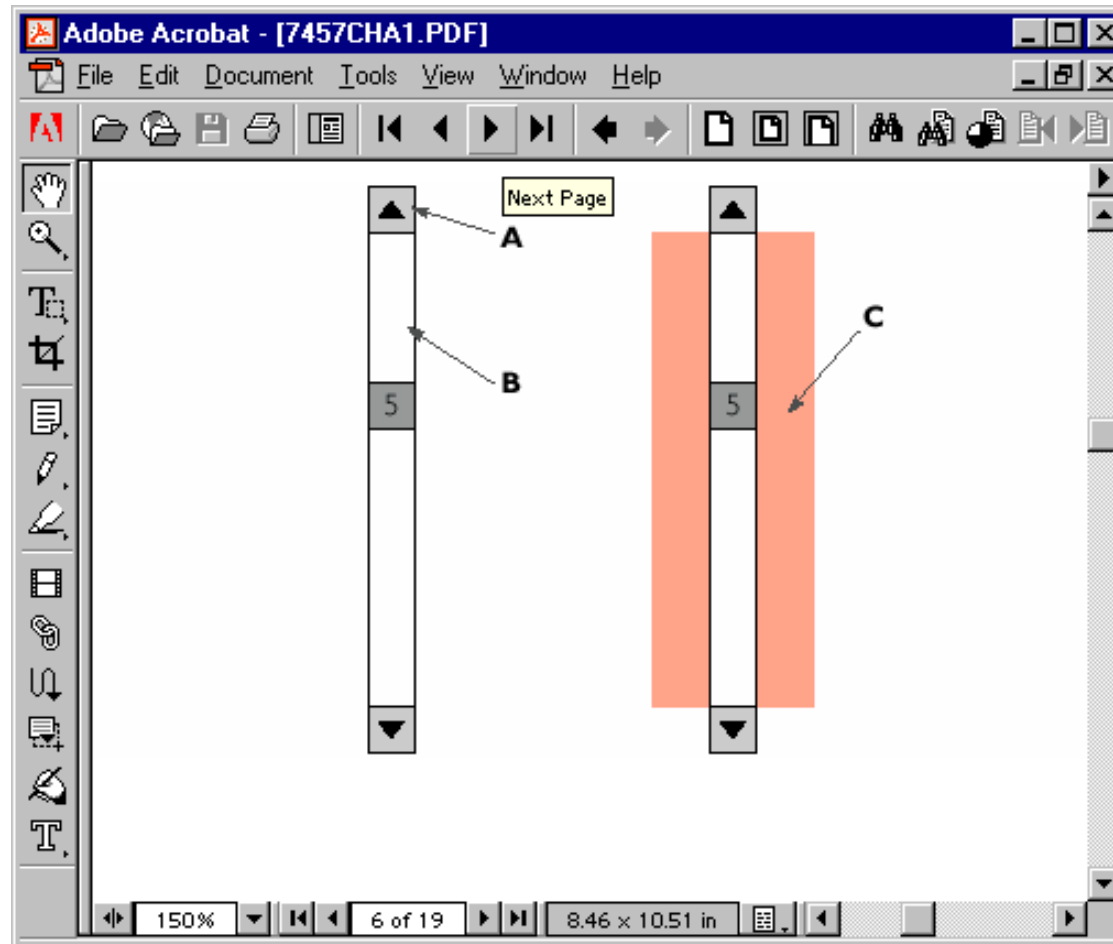 Adobe Acrobat - [7457CHA1.PDF]
File Edit Document Tools View Window Help
Next Page
A
B
C
5 5
150% 6 of 19 8.46 x 10.51 in